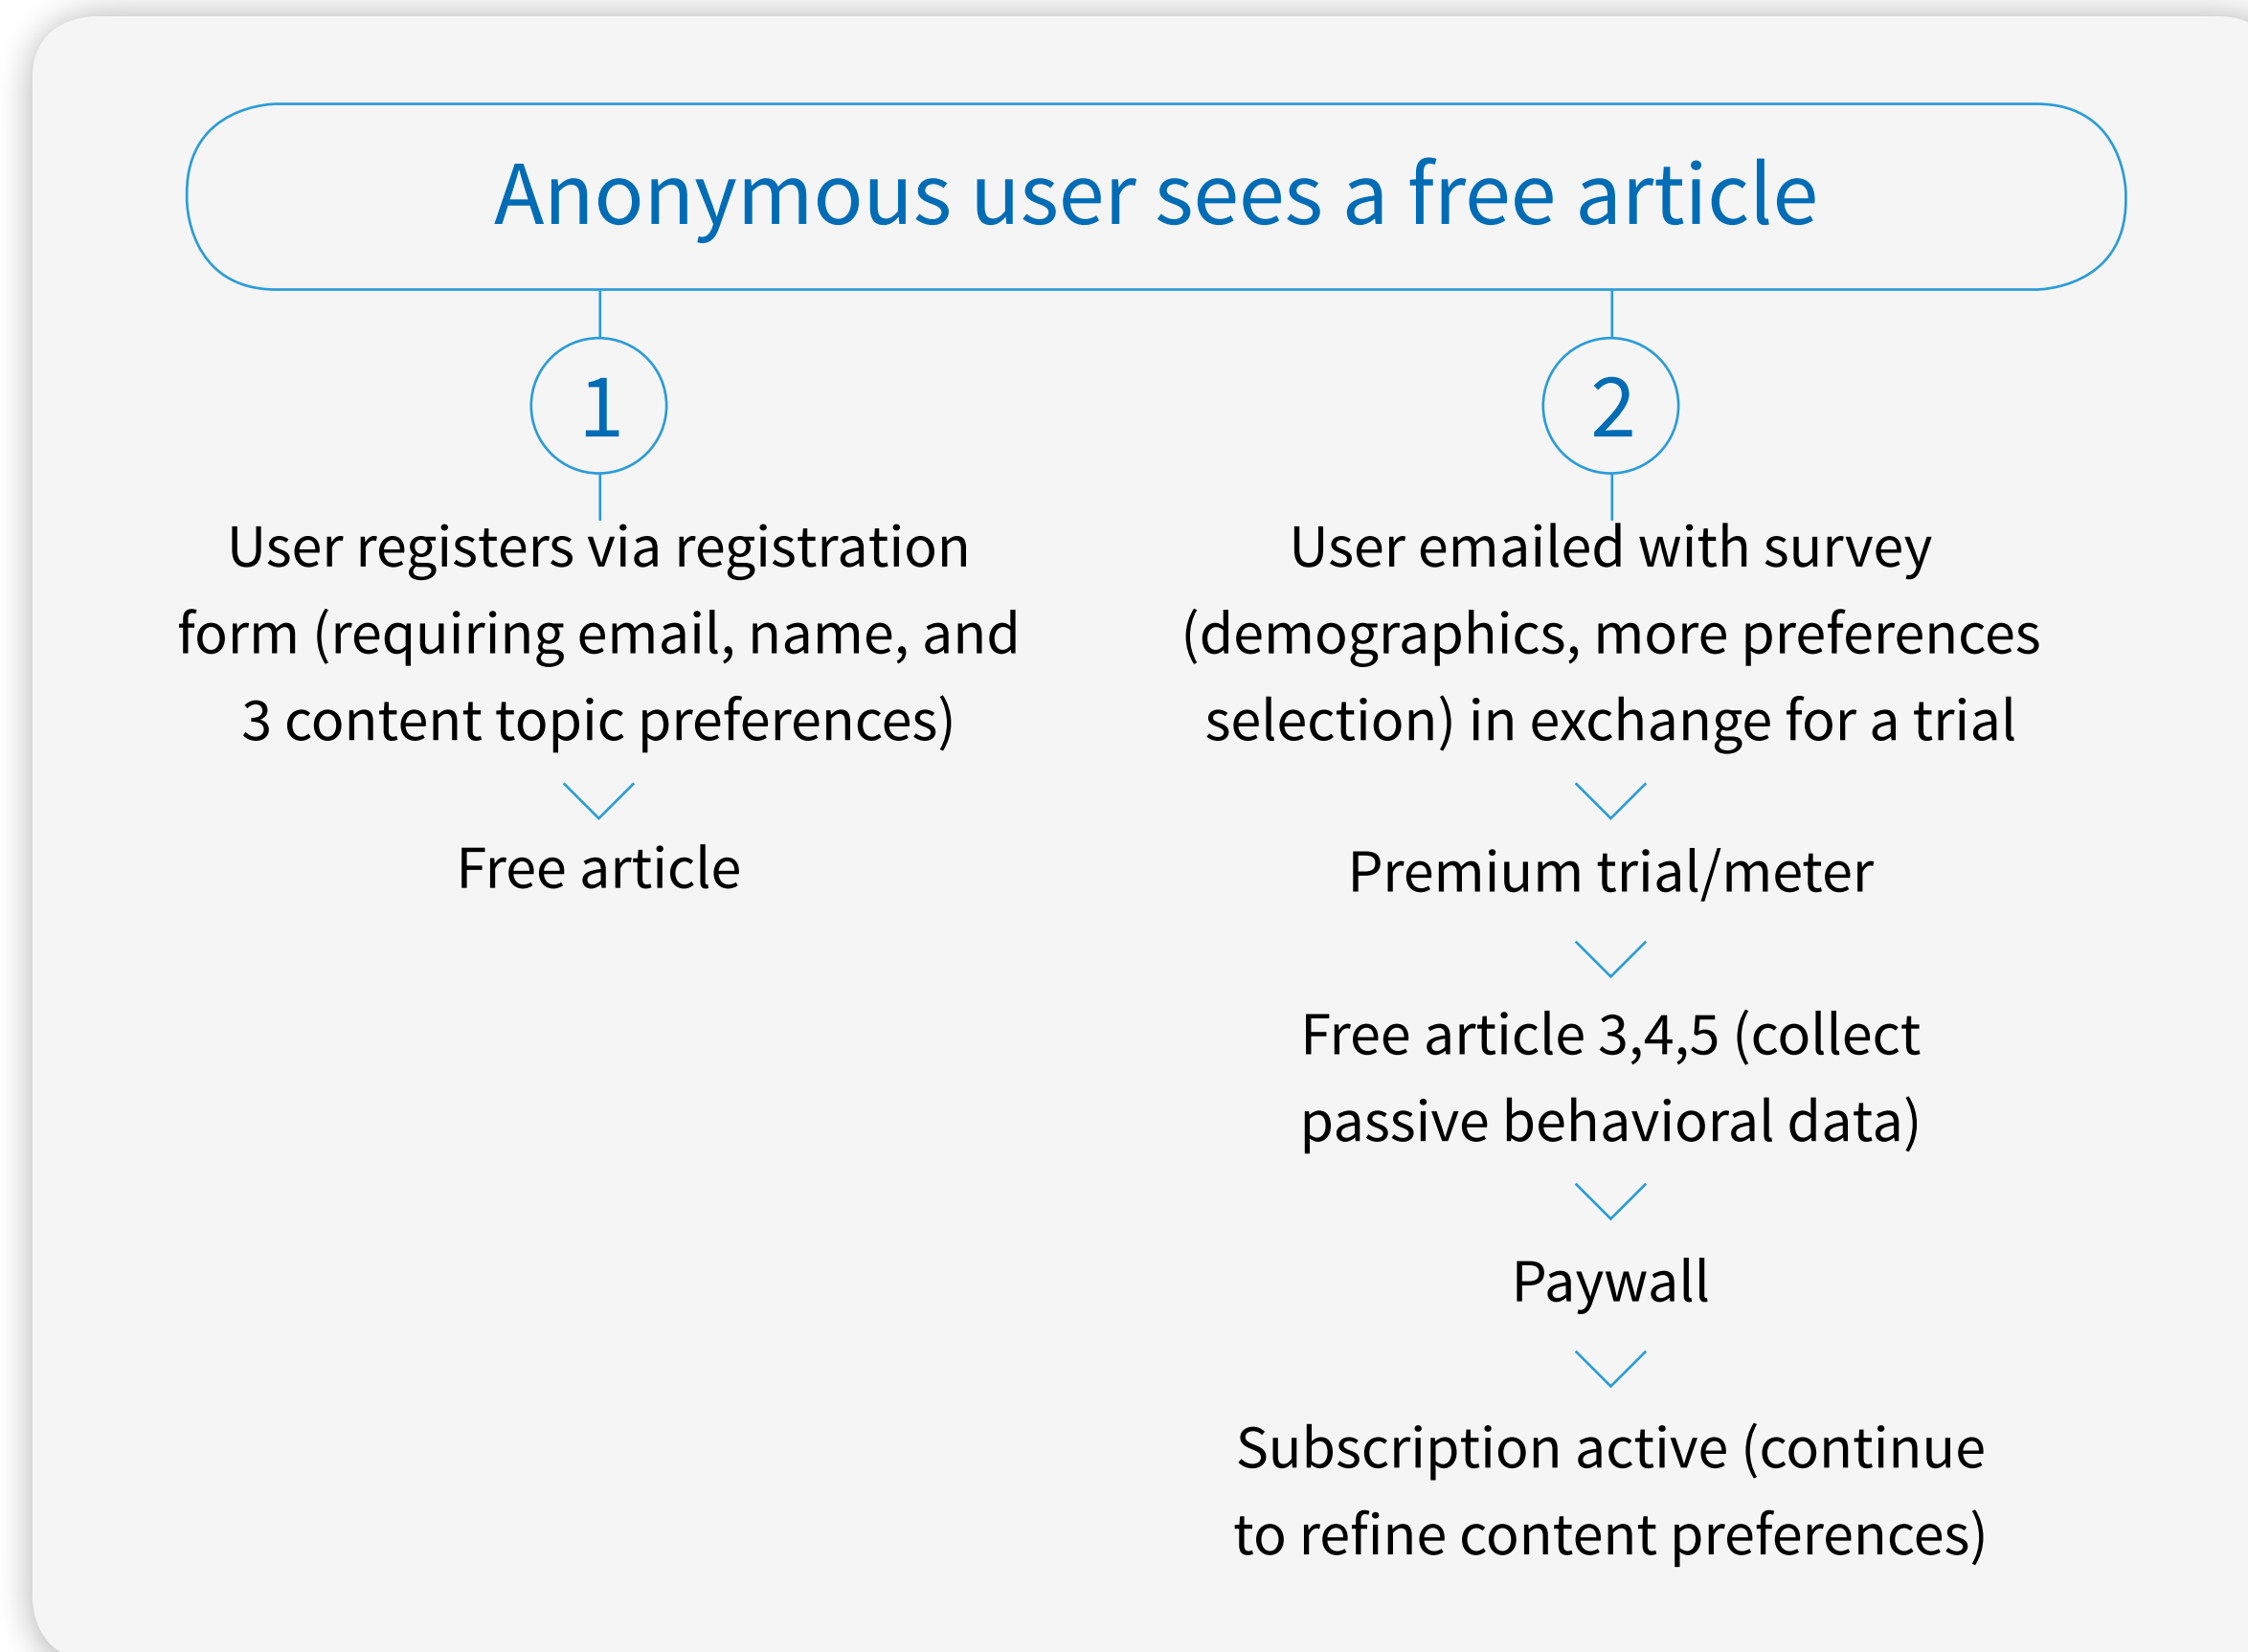 Anonymous user sees a free article
1
User registers via registration
form (requiring email, name, and
3 content topic preferences)
Free article
2
User emailed with survey
(demographics, more preferences
selection) in exchange for a trial
Premium trial/meter
Free article 3,4,5 (collect
passive behavioral data)
Paywall
Subscription active (continue
to refine content preferences)